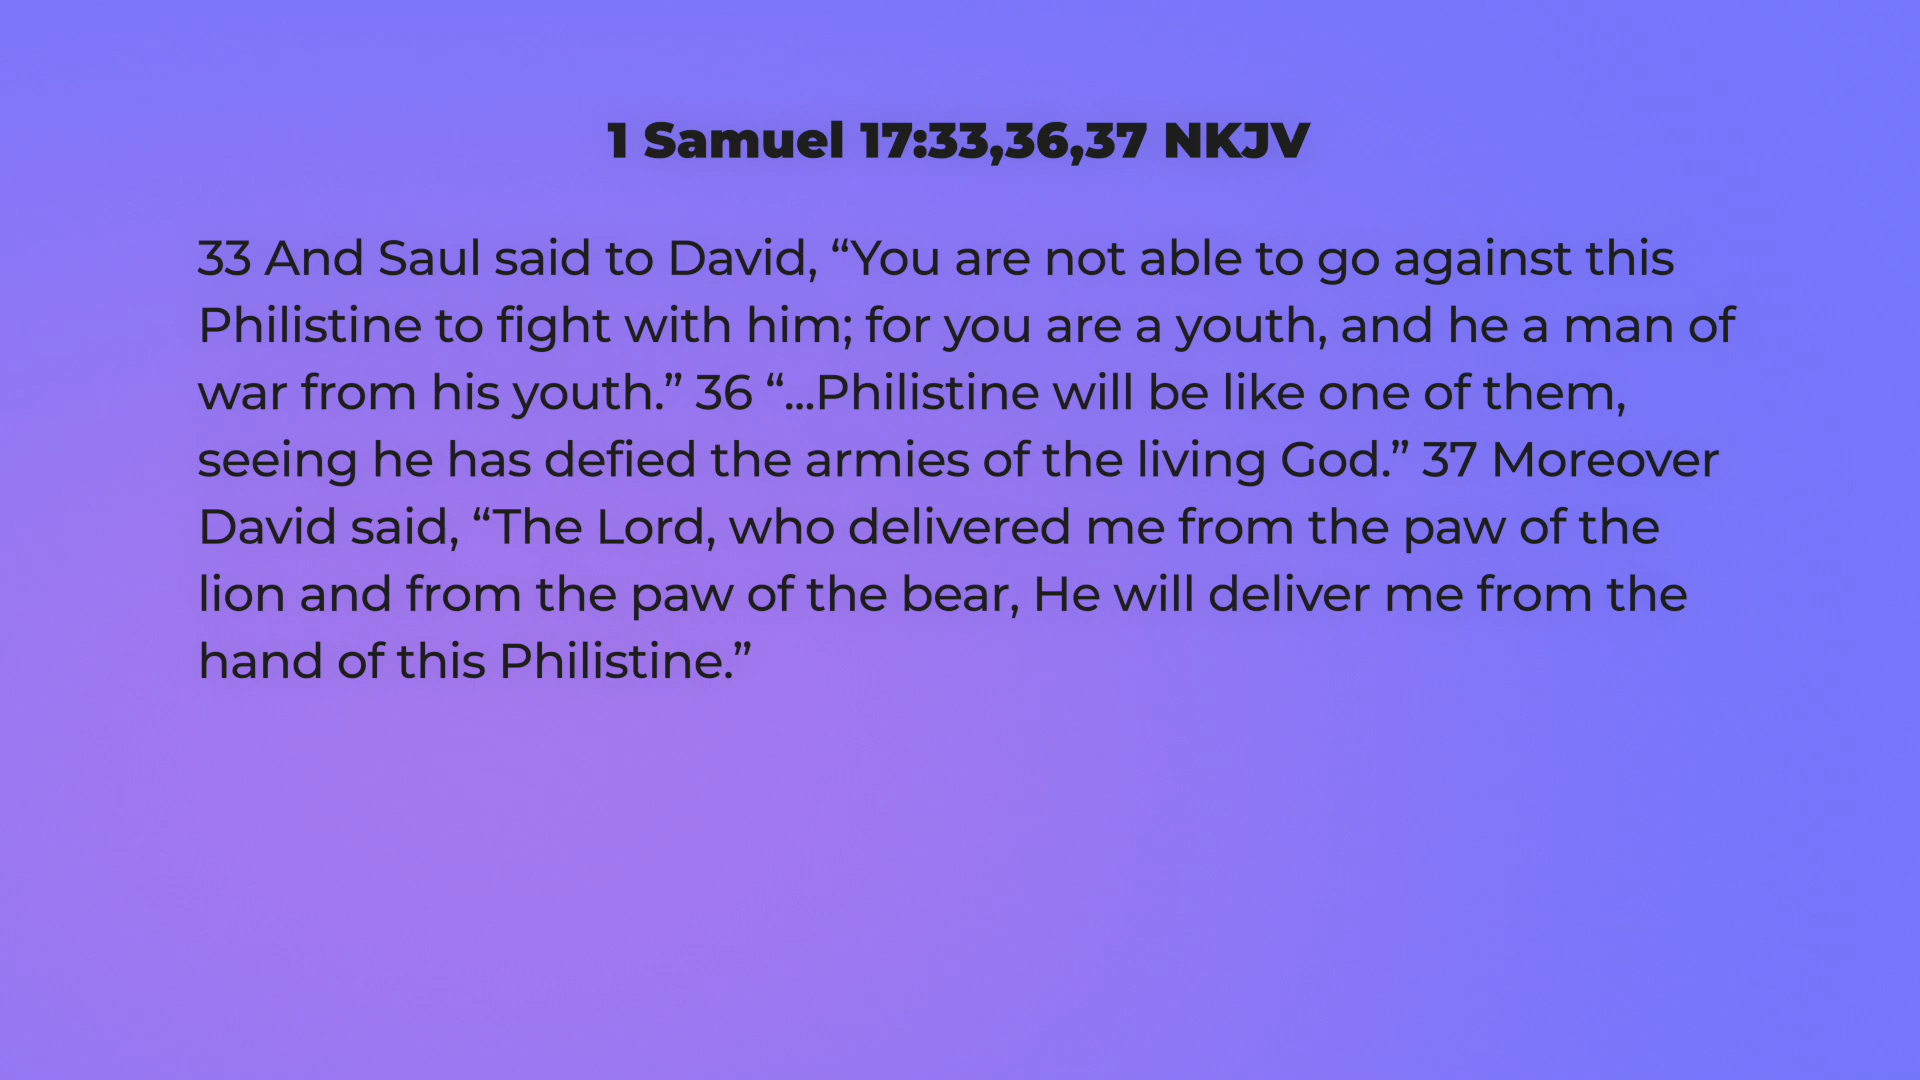 1 Samuel 17:33,36,37 NKJV
33 And Saul said to David, “You are not able to go against this
Philistine to fight with him; for you are a youth, and he a man of
war from his youth.” 36 “...Philistine will be like one of them,
seeing he has defied the armies of the living God.” 37 Moreover
David said, “The Lord, who delivered me from the paw of the
lion and from the paw of the bear, He will deliver me from the
hand of this Philistine.”